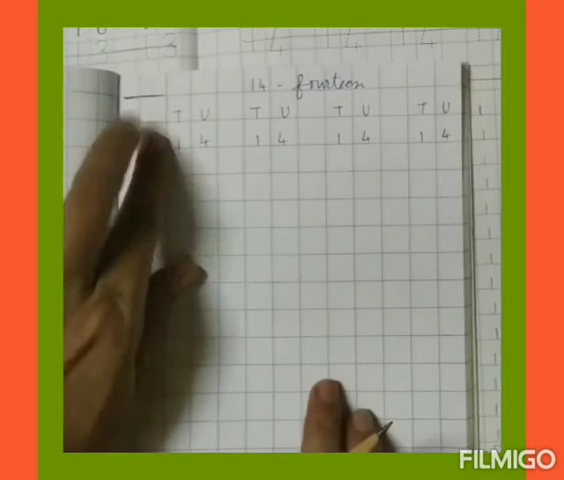 14 - fourteen
T U T U T U T U
1 4 1 4 1 4 1 4
FILMIGO